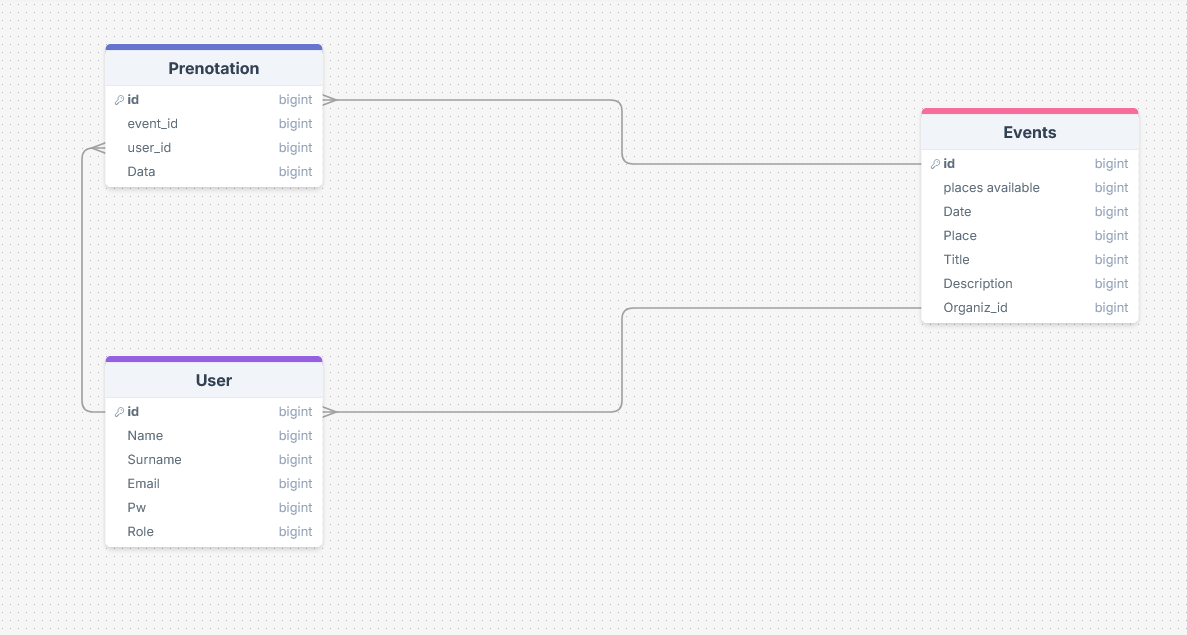 Prenotation
id bigint
event_id bigint
user_id bigint
Data bigint
Events
id bigint
places available bigint
Date bigint
Place bigint
Title bigint
Description bigint
Organiz_id bigint
User
id bigint
Name bigint
Surname bigint
Email bigint
Pw bigint
Role bigint